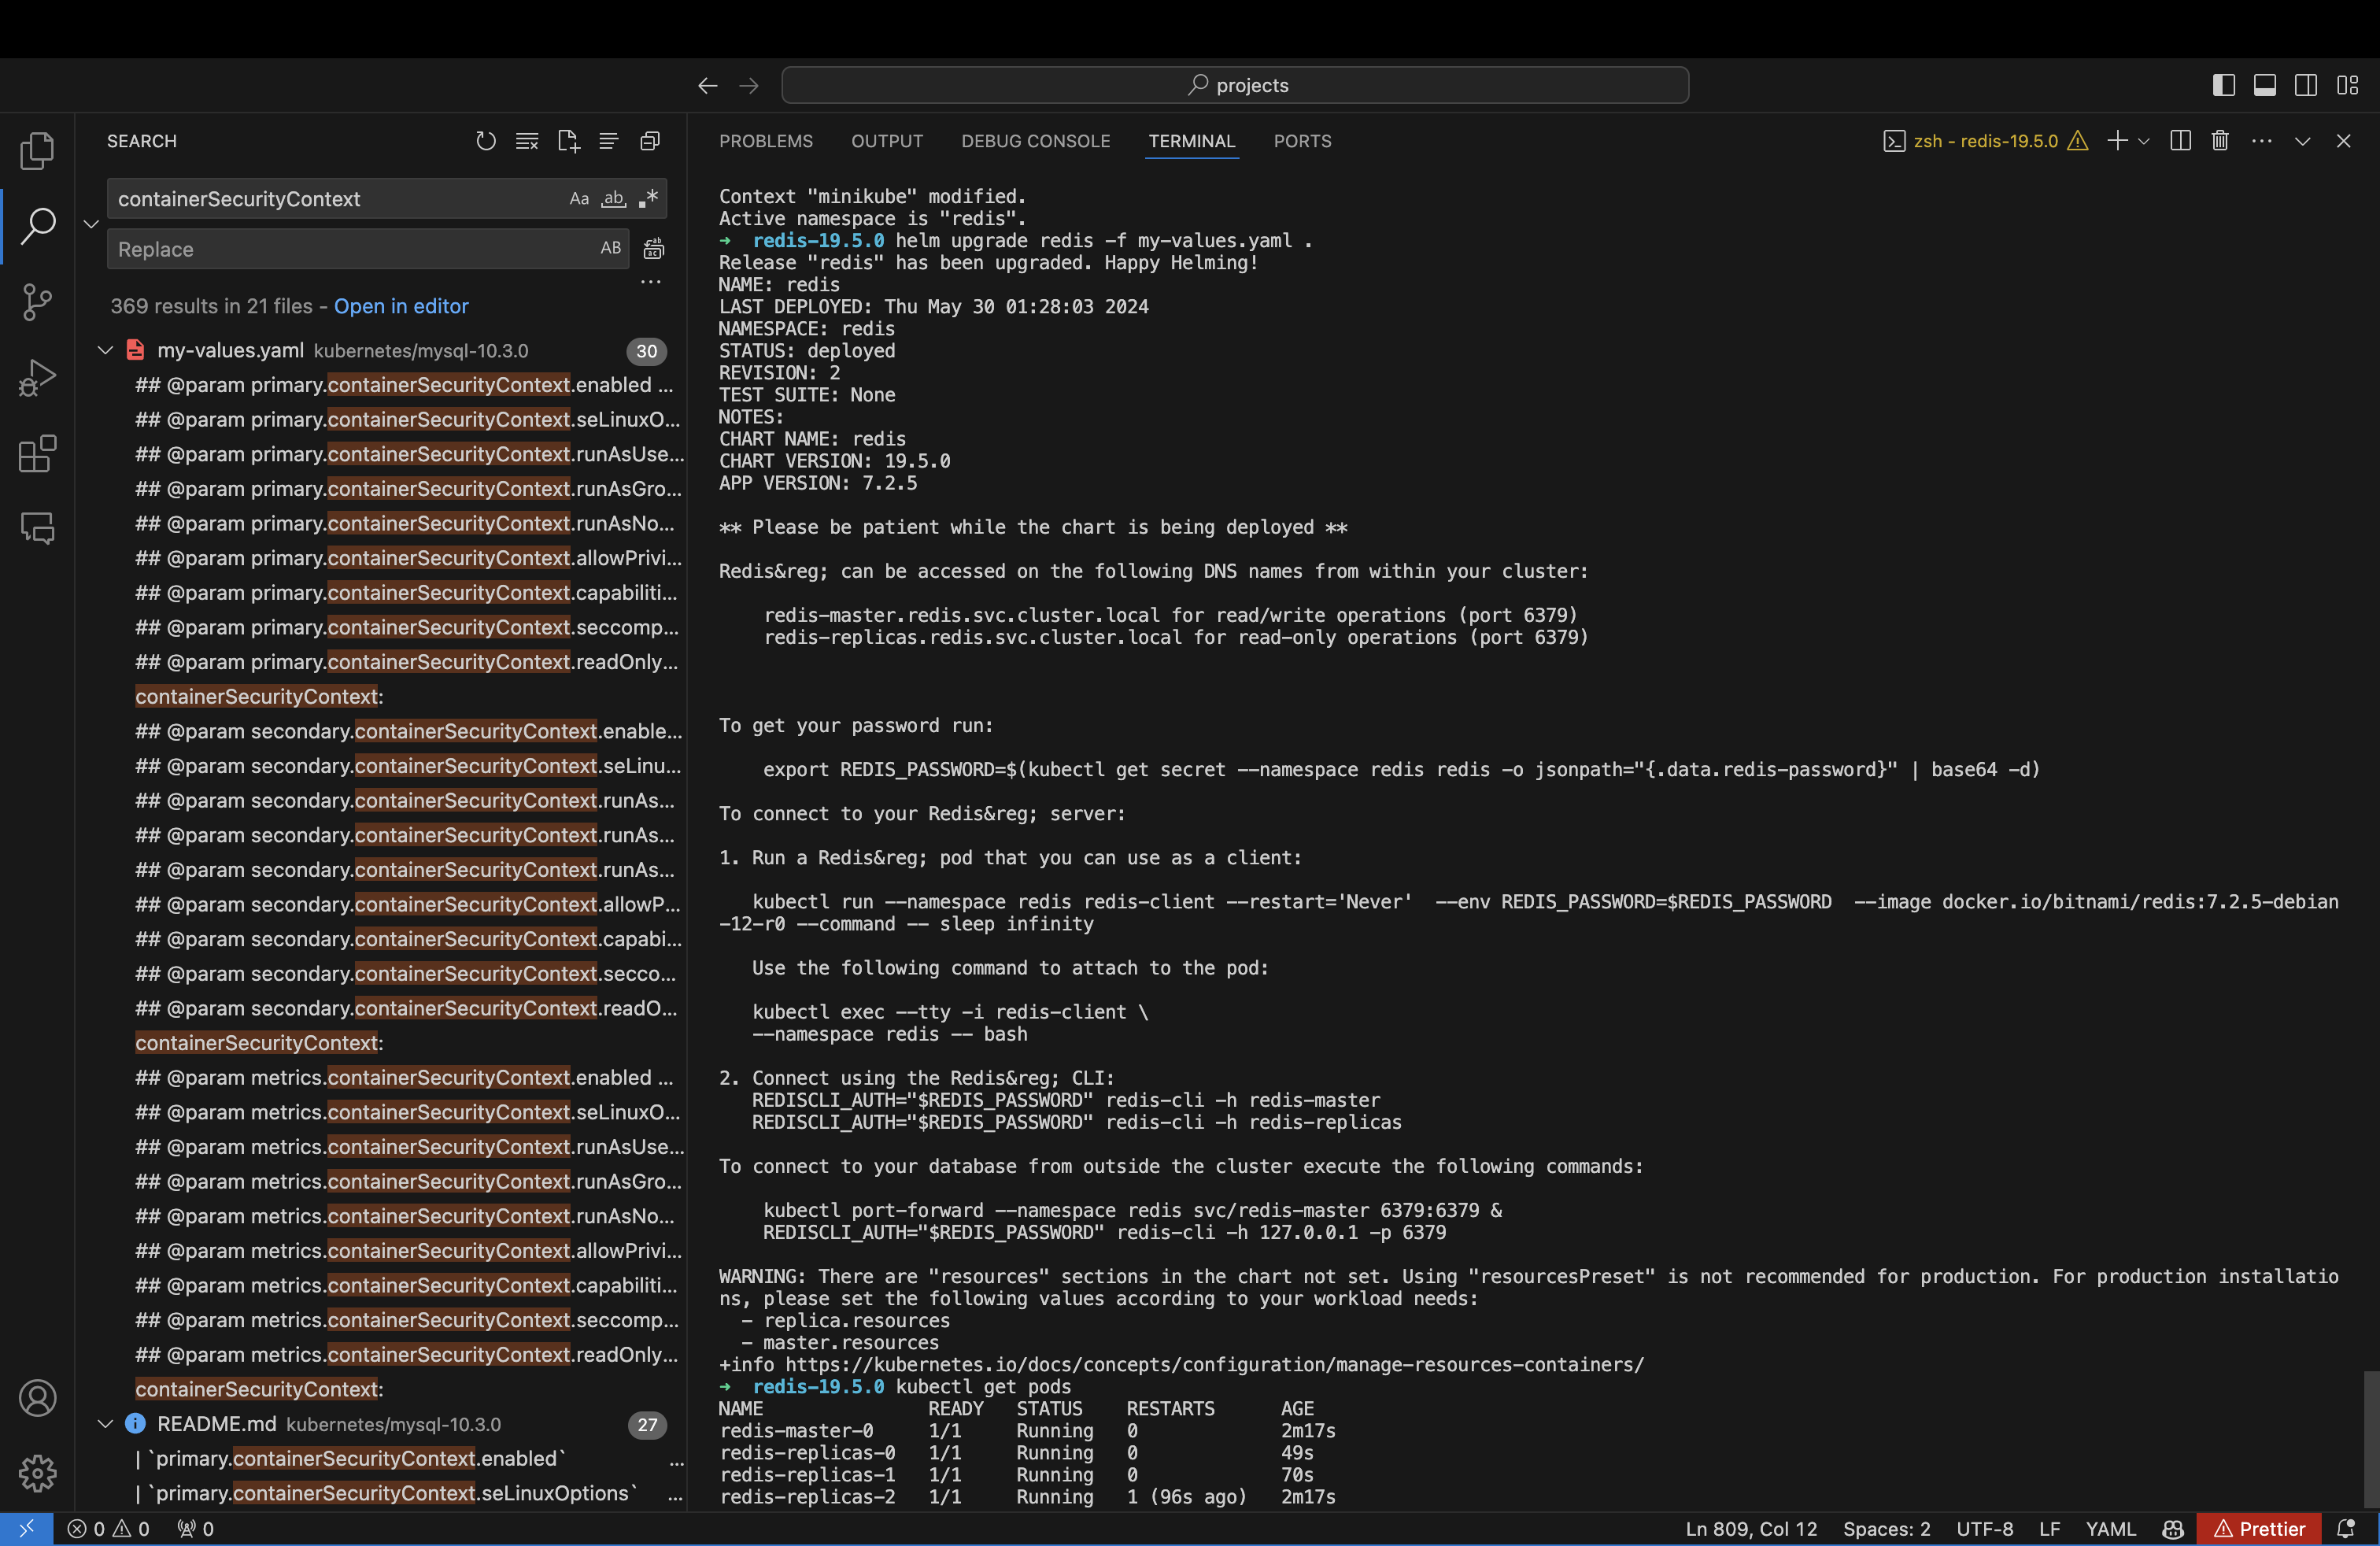 projects
SEARCH
containerSecurityContext
Aa
ab
.*
Replace
AB
...
369 results in 21 files - Open in editor
my-values.yaml kubernetes/mysql-10.3.0 30
## @param primary.containerSecurityContext.enabled ...
## @param primary.containerSecurityContext.seLinuxO...
## @param primary.containerSecurityContext.runAsUse...
## @param primary.containerSecurityContext.runAsGro...
## @param primary.containerSecurityContext.runAsNo...
## @param primary.containerSecurityContext.allowPrivi...
## @param primary.containerSecurityContext.capabiliti...
## @param primary.containerSecurityContext.seccomp...
## @param primary.containerSecurityContext.readOnly...
containerSecurityContext:
## @param secondary.containerSecurityContext.enable...
## @param secondary.containerSecurityContext.seLinu...
## @param secondary.containerSecurityContext.runAs...
## @param secondary.containerSecurityContext.runAs...
## @param secondary.containerSecurityContext.runAs...
## @param secondary.containerSecurityContext.allowP...
## @param secondary.containerSecurityContext.capabi...
## @param secondary.containerSecurityContext.secco...
## @param secondary.containerSecurityContext.readO...
containerSecurityContext:
## @param metrics.containerSecurityContext.enabled ...
## @param metrics.containerSecurityContext.seLinuxO...
## @param metrics.containerSecurityContext.runAsUse...
## @param metrics.containerSecurityContext.runAsGro...
## @param metrics.containerSecurityContext.runAsNo...
## @param metrics.containerSecurityContext.allowPrivi...
## @param metrics.containerSecurityContext.capabiliti...
## @param metrics.containerSecurityContext.seccomp...
## @param metrics.containerSecurityContext.readOnly...
containerSecurityContext:
README.md kubernetes/mysql-10.3.0 27
| `primary.containerSecurityContext.enabled` ...
| `primary.containerSecurityContext.seLinuxOptions` ...
PROBLEMS OUTPUT DEBUG CONSOLE TERMINAL PORTS
zsh - redis-19.5.0
Context "minikube" modified.
Active namespace is "redis".
➜ redis-19.5.0 helm upgrade redis -f my-values.yaml .
Release "redis" has been upgraded. Happy Helming!
NAME: redis
LAST DEPLOYED: Thu May 30 01:28:03 2024
NAMESPACE: redis
STATUS: deployed
REVISION: 2
TEST SUITE: None
NOTES:
CHART NAME: redis
CHART VERSION: 19.5.0
APP VERSION: 7.2.5
** Please be patient while the chart is being deployed **
Redis&reg; can be accessed on the following DNS names from within your cluster:
redis-master.redis.svc.cluster.local for read/write operations (port 6379)
redis-replicas.redis.svc.cluster.local for read-only operations (port 6379)
To get your password run:
export REDIS_PASSWORD=$(kubectl get secret --namespace redis redis -o jsonpath="{.data.redis-password}" | base64 -d)
To connect to your Redis&reg; server:
1. Run a Redis&reg; pod that you can use as a client:
kubectl run --namespace redis redis-client --restart='Never'  --env REDIS_PASSWORD=$REDIS_PASSWORD  --image docker.io/bitnami/redis:7.2.5-debian
-12-r0 --command -- sleep infinity
Use the following command to attach to the pod:
kubectl exec --tty -i redis-client \
--namespace redis -- bash
2. Connect using the Redis&reg; CLI:
REDISCLI_AUTH="$REDIS_PASSWORD" redis-cli -h redis-master
REDISCLI_AUTH="$REDIS_PASSWORD" redis-cli -h redis-replicas
To connect to your database from outside the cluster execute the following commands:
kubectl port-forward --namespace redis svc/redis-master 6379:6379 &
REDISCLI_AUTH="$REDIS_PASSWORD" redis-cli -h 127.0.0.1 -p 6379
WARNING: There are "resources" sections in the chart not set. Using "resourcesPreset" is not recommended for production. For production installatio
ns, please set the following values according to your workload needs:
- replica.resources
- master.resources
+info https://kubernetes.io/docs/concepts/configuration/manage-resources-containers/
➜ redis-19.5.0 kubectl get pods
NAME READY STATUS RESTARTS AGE
redis-master-0 1/1 Running 0 2m17s
redis-replicas-0 1/1 Running 0 49s
redis-replicas-1 1/1 Running 0 70s
redis-replicas-2 1/1 Running 1 (96s ago) 2m17s
0 0 0
Ln 809, Col 12 Spaces: 2 UTF-8 LF YAML Prettier